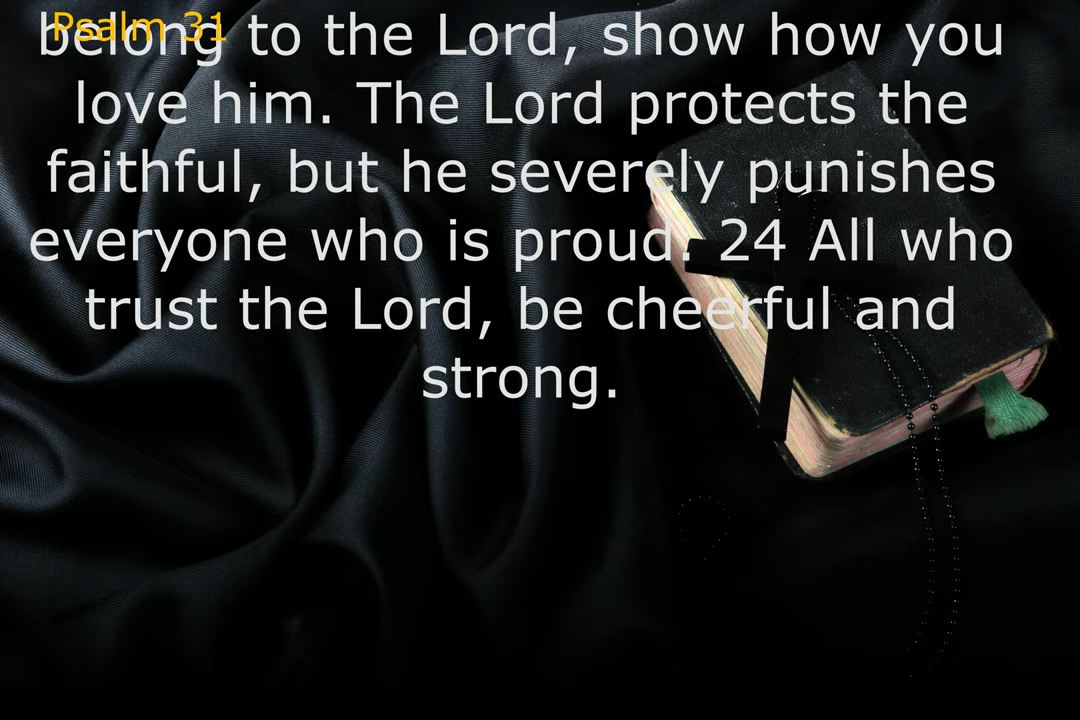 Psalm 31
belong to the Lord, show how you
love him. The Lord protects the
faithful, but he severely punishes
everyone who is proud. 24 All who
trust the Lord, be cheerful and
strong.